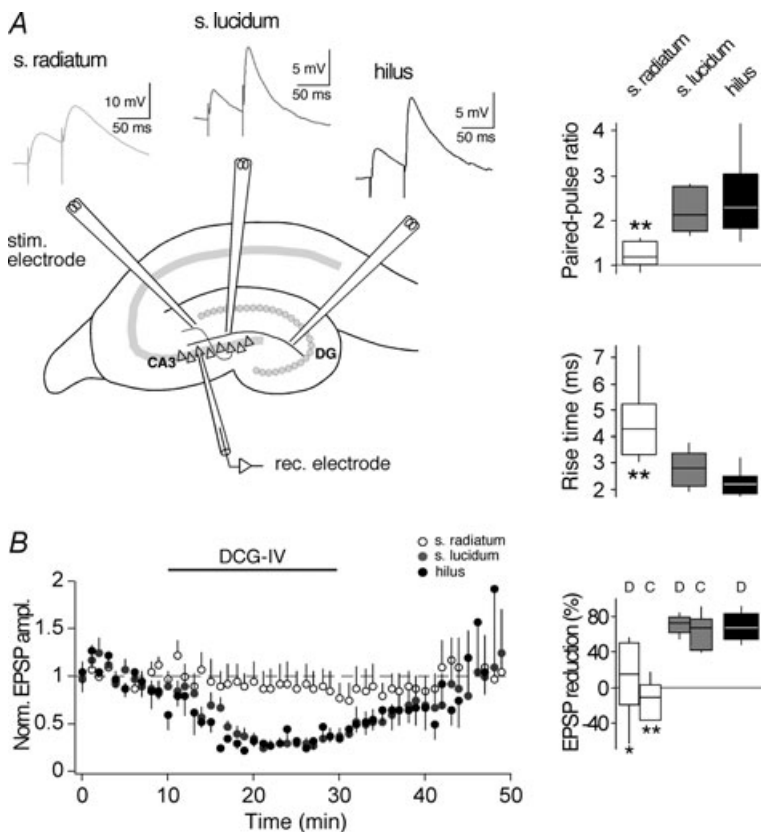 A
s. radiatum
10 mV
50 ms
s. lucidum
5 mV
50 ms
hilus
5 mV
50 ms
stim.
electrode
CA3
DG
rec. electrode
s. radiatum
s. lucidum
hilus
Paired-pulse ratio
4
3
2
1
**
Rise time (ms)
7
6
5
4
3
2
**
B
DCG-IV
s. radiatum
s. lucidum
hilus
Norm. EPSP ampl.
2
1.5
1
0.5
0
0
10
20
30
40
50
Time (min)
D C D C D
EPSP reduction (%)
80
40
0
-40
*
**